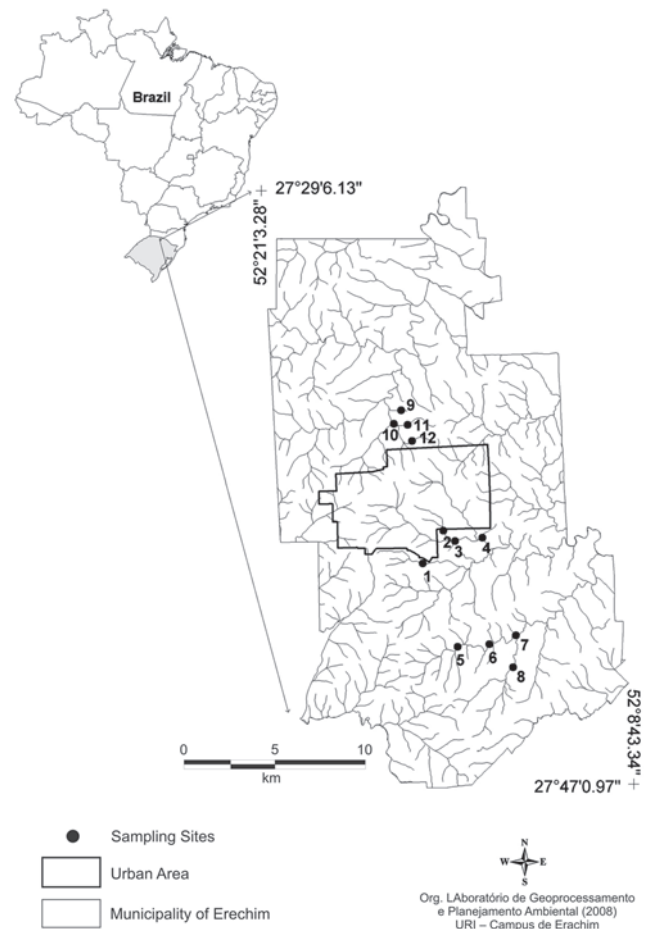 Brazil
27°29'6.13"
52°21'3.28"
9
10
11
12
2
3
4
1
5
6
7
8
52°8'43.34"
27°47'0.97"
0 5 10
km
Sampling Sites
Urban Area
Municipality of Erechim
N
W E
S
Org. LAboratório de Geoprocessamento
e Planejamento Ambiental (2008)
URI – Campus de Erachim